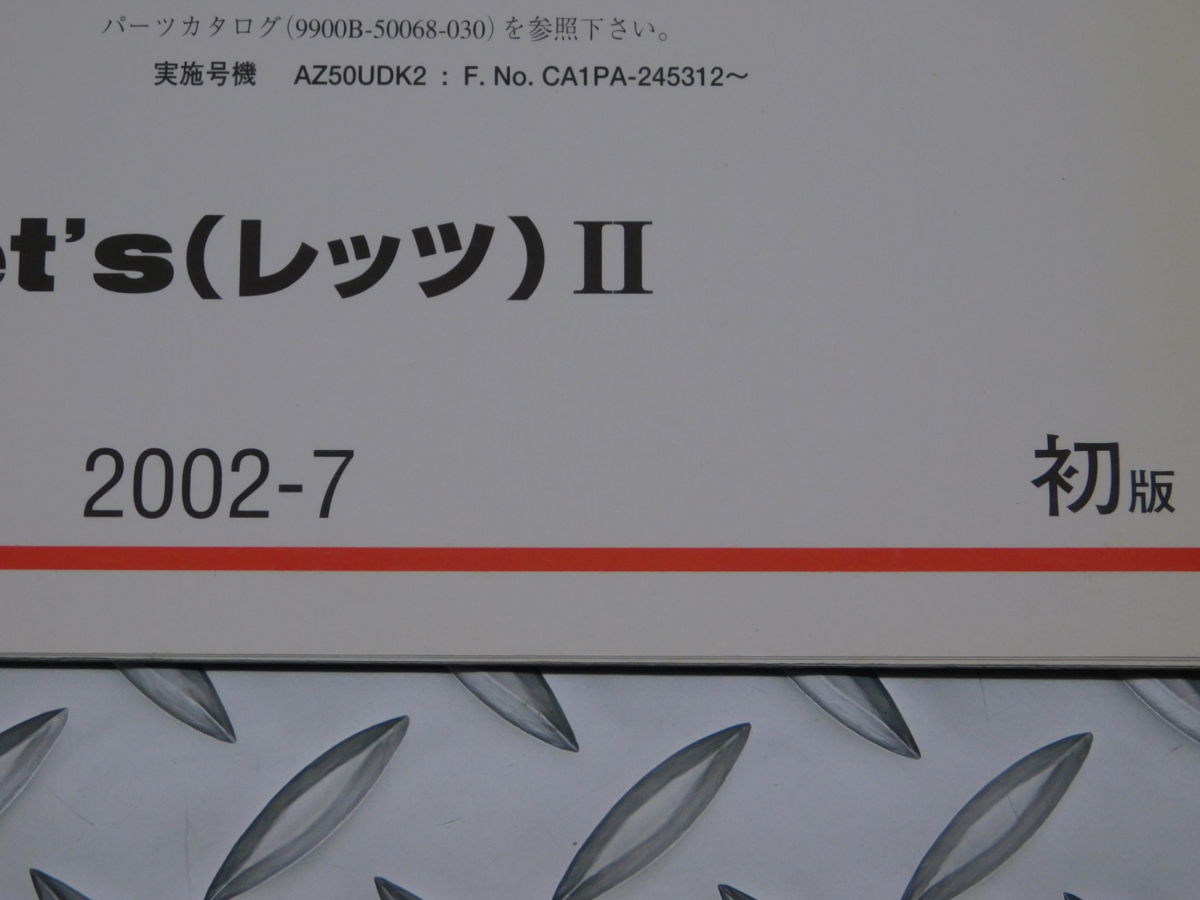 パーツカタログ(9900B-50068-030)を参照下さい。
実施号機 AZ50UDK2 : F. No. CA1PA-245312〜
et's(レッツ)II
2002-7 初版